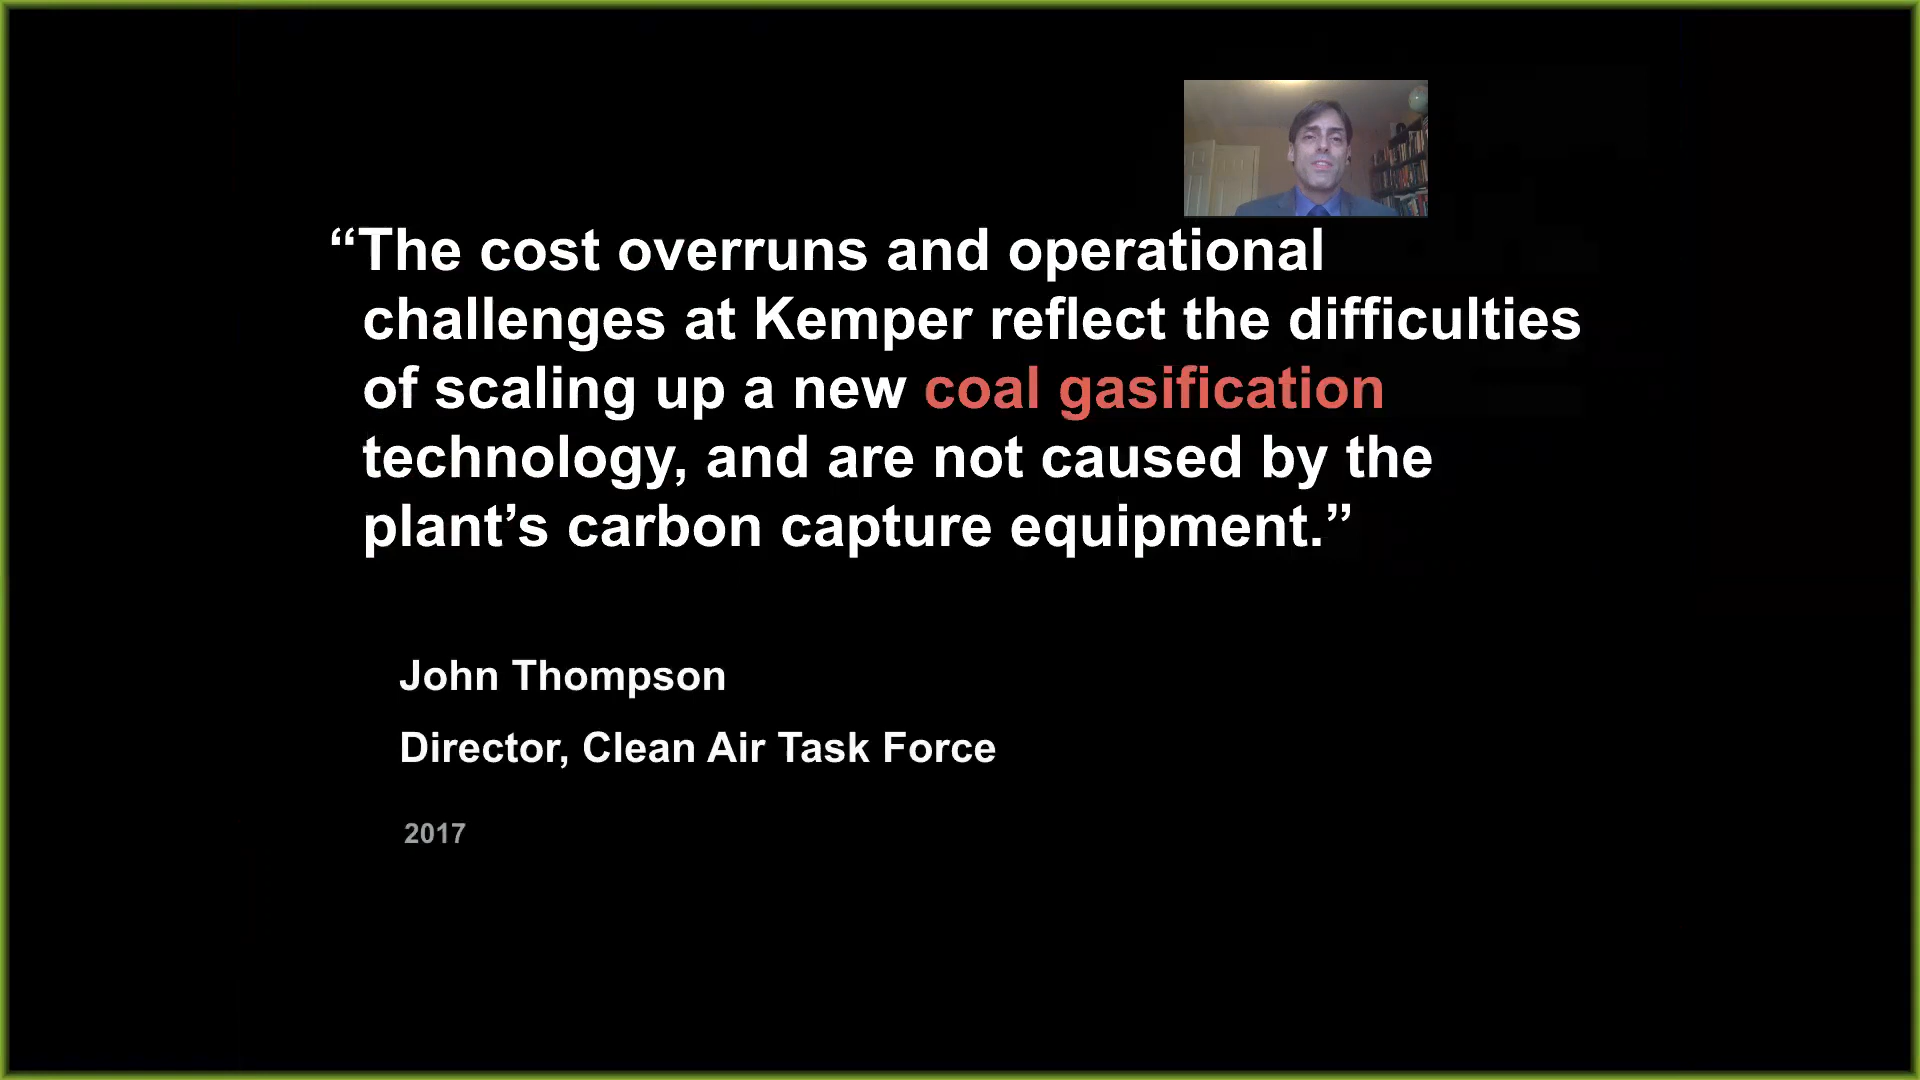 “The cost overruns and operational
challenges at Kemper reflect the difficulties
of scaling up a new coal gasification
technology, and are not caused by the
plant’s carbon capture equipment.”
John Thompson
Director, Clean Air Task Force
2017